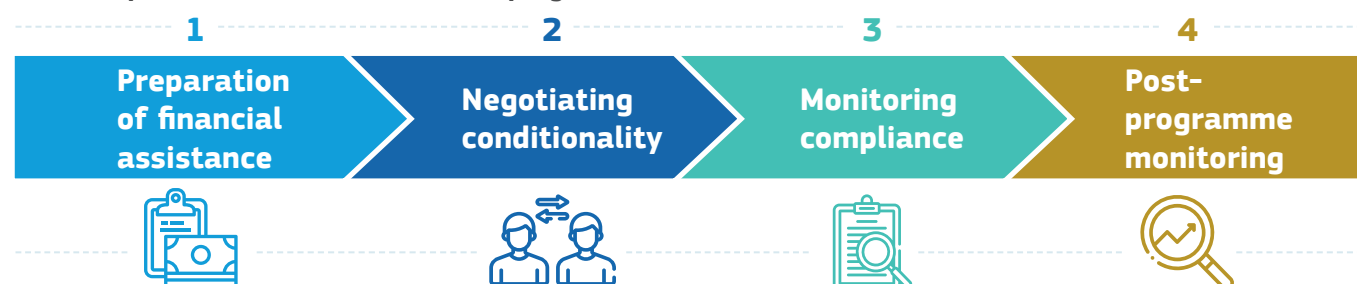 1
2
3
4
Preparation
of financial
assistance
Negotiating
conditionality
Monitoring
compliance
Post-
programme
monitoring